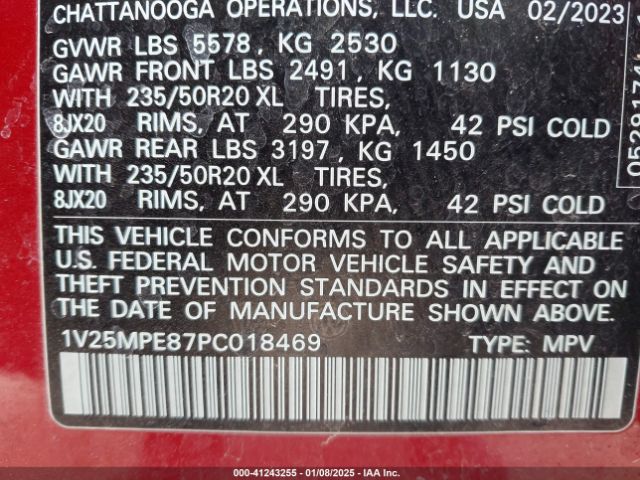 CHATTANOOGA OPERATIONS, LLC. USA 02/2023
GVWR LBS 5578, KG 2530
GAWR FRONT LBS 2491, KG 1130
WITH 235/50R20 XL TIRES,
8JX20 RIMS, AT 290 KPA, 42 PSI COLD
GAWR REAR LBS 3197, KG 1450
WITH 235/50R20 XL TIRES,
8JX20 RIMS, AT 290 KPA, 42 PSI COLD
THIS VEHICLE CONFORMS TO ALL APPLICABLE
U.S. FEDERAL MOTOR VEHICLE SAFETY AND
THEFT PREVENTION STANDARDS IN EFFECT ON
THE DATE OF MANUFACTURE SHOWN ABOVE.
1V25MPE87PC018469 TYPE: MPV
000-41243255 - 01/08/2025 - IAA Inc.